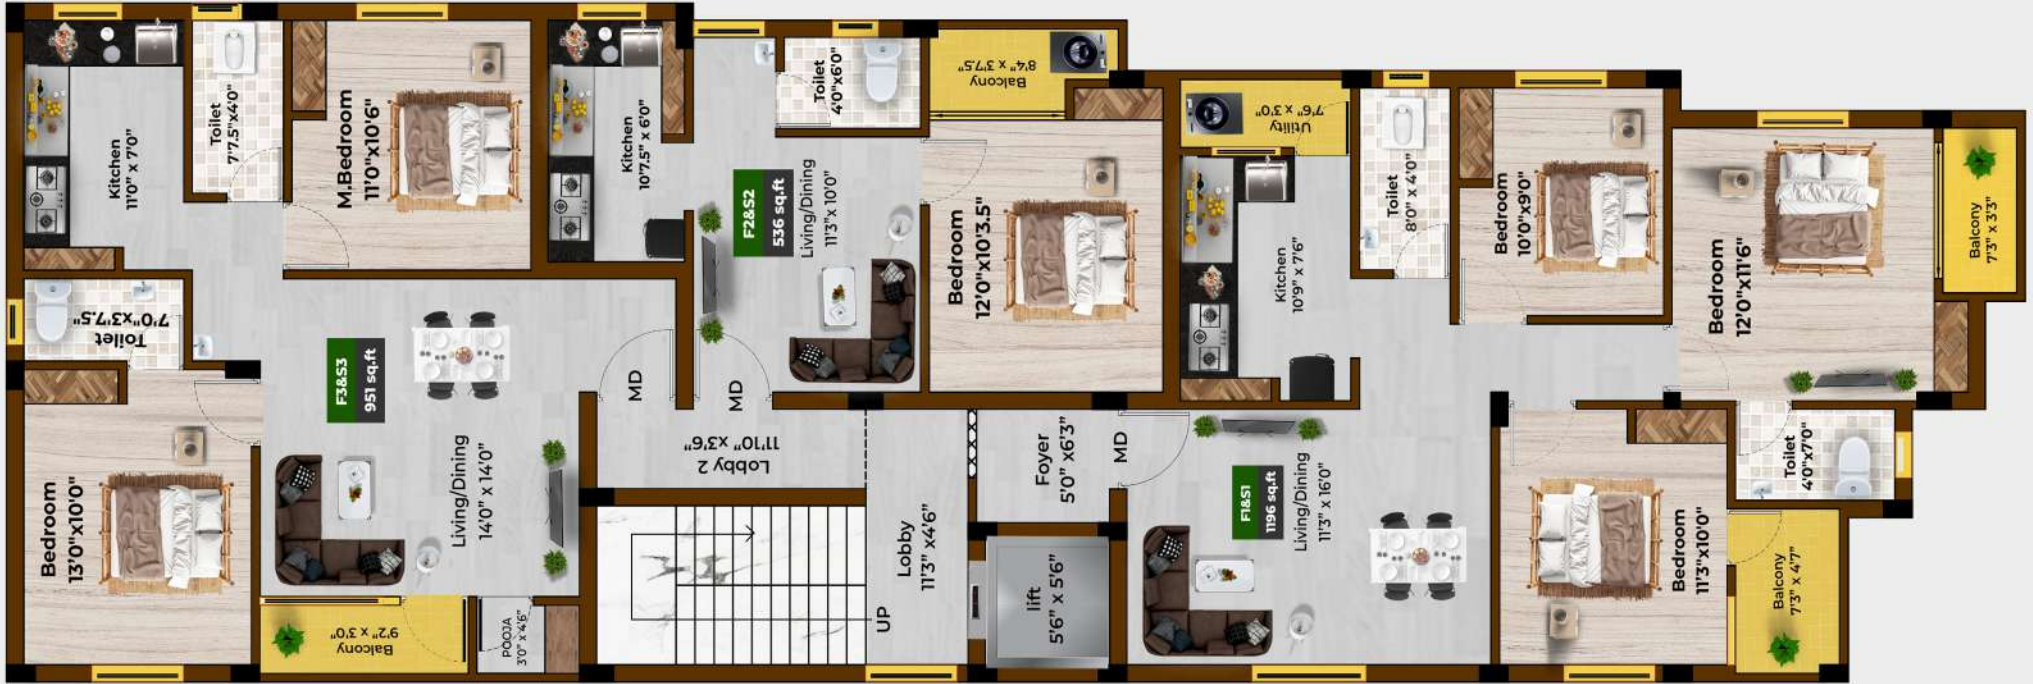 Kitchen
11'0" x 7'0"
Toilet
7'7.5"x4'0"
M.Bedroom
11'0"x10'6"
Toilet
7'0"x3'7.5"
Bedroom
13'0"x10'0"
F3&S3
951 sq.ft
Living/Dining
14'0" x 14'0"
Balcony
9'2" x 3'0"
POOJA
3'0" x 4'6"
Kitchen
10'7.5" x 6'0"
F2&S2
536 sq.ft
Living/Dining
11'3"x 10'0"
Toilet
4'0"x6'0"
Balcony
8'4" x 3'7.5"
Bedroom
12'0"x10'3.5"
MD
MD
Lobby 2
11'10" x3'6"
UP
Lobby
11'3" x4'6"
Foyer
5'0" x6'3"
lift
5'6" x 5'6"
MD
Utility
7'6" x 3'0"
Kitchen
10'9" x 7'6"
Toilet
8'0" x 4'0"
Bedroom
10'0"x9'0"
Bedroom
12'0"x11'6"
Balcony
7'3" x 3'3"
F1&S1
1196 sq.ft
Living/Dining
11'3" x 16'0"
Bedroom
11'3"x10'0"
Toilet
4'0"x7'0"
Balcony
7'3" x 4'7"